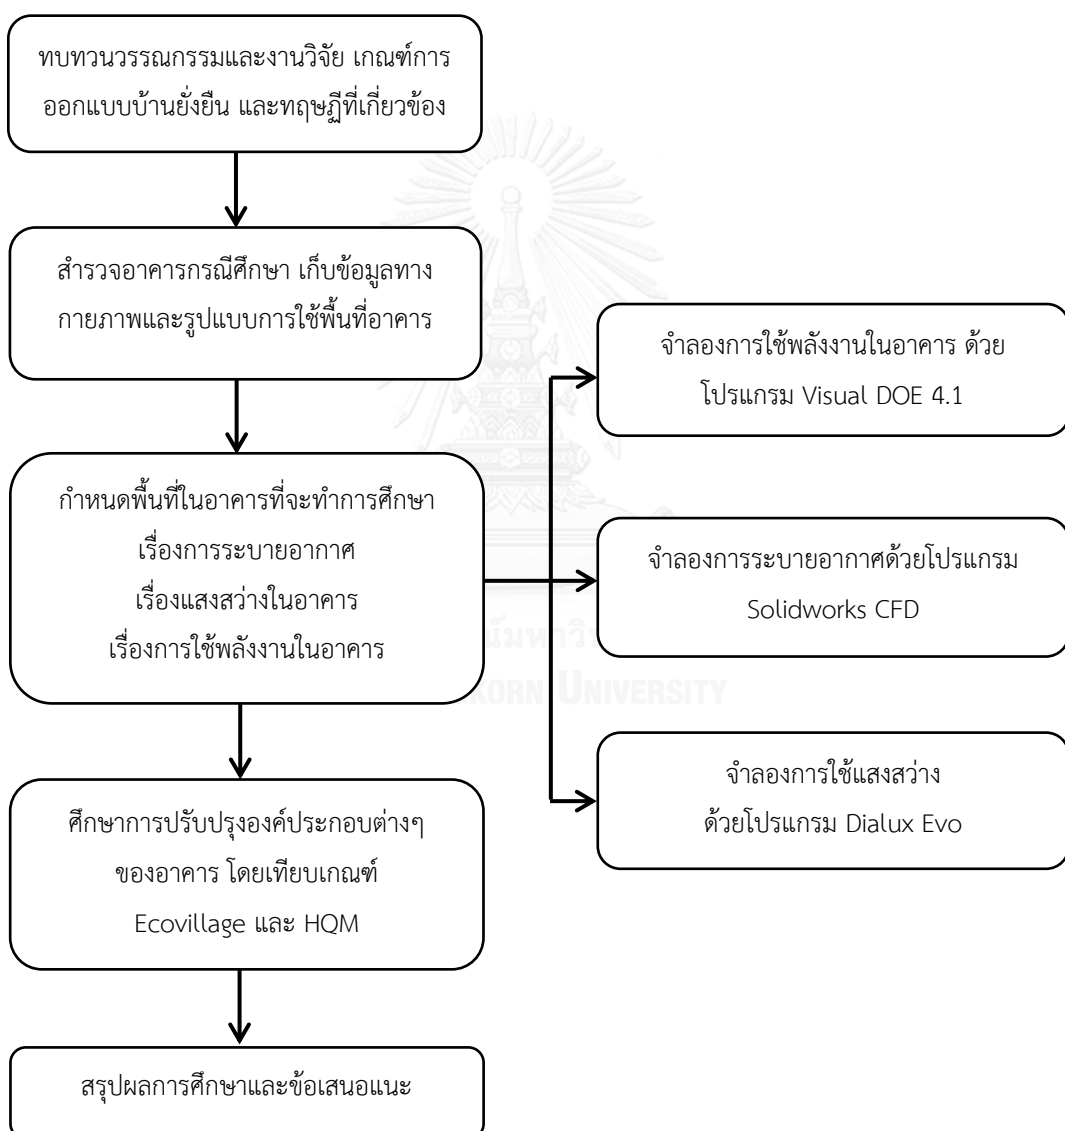 ทบทวนวรรณกรรมและงานวิจัย เกณฑ์การ
ออกแบบบ้านยั่งยืน และทฤษฏีที่เกี่ยวข้อง
สำรวจอาคารกรณีศึกษา เก็บข้อมูลทาง
กายภาพและรูปแบบการใช้พื้นที่อาคาร
กำหนดพื้นที่ในอาคารที่จะทำการศึกษา
เรื่องการระบายอากาศ
เรื่องแสงสว่างในอาคาร
เรื่องการใช้พลังงานในอาคาร
จำลองการใช้พลังงานในอาคาร ด้วย
โปรแกรม Visual DOE 4.1
จำลองการระบายอากาศด้วยโปรแกรม
Solidworks CFD
จำลองการใช้แสงสว่าง
ด้วยโปรแกรม Dialux Evo
ศึกษาการปรับปรุงองค์ประกอบต่างๆ
ของอาคาร โดยเทียบเกณฑ์
Ecovillage และ HQM
สรุปผลการศึกษาและข้อเสนอแนะ
UNIVERSITY